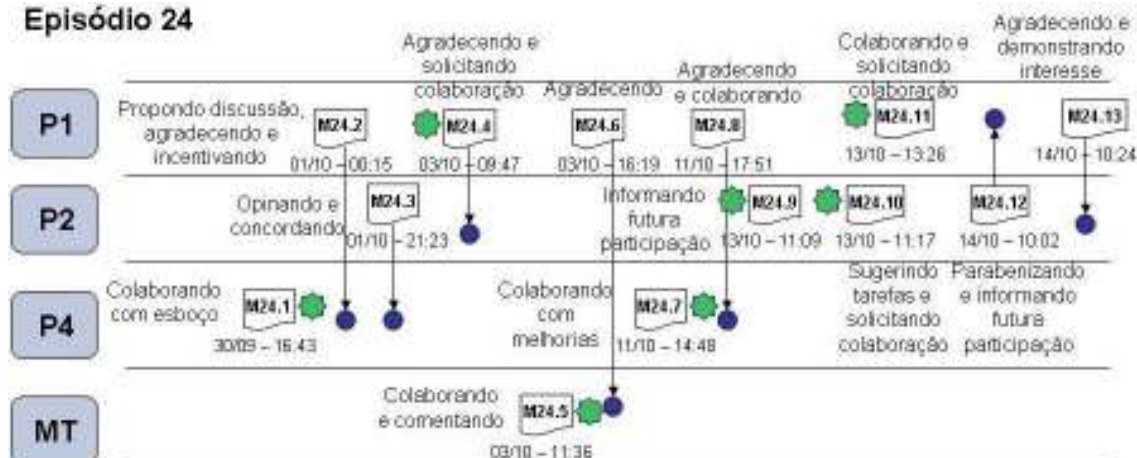 Episódio 24
Agradecendo e
solicitando
colaboração
Agradecendo
Agradecendo
e colaborando
Colaborando e
solicitando
colaboração
Agradecendo e
demonstrando
interesse
P1
Propondo discussão,
agradecendo e
incentivando
M24.2
01/10 – 00:15
M24.4
03/10 – 09:47
M24.6
03/10 – 16:19
M24.8
11/10 – 17:51
M24.11
13/10 – 13:26
M24.13
14/10 – 10:24
P2
Opinando e
concordando
M24.3
01/10 – 21:23
Informando
futura
participação
M24.9
13/10 – 11:09
M24.10
13/10 – 11:17
M24.12
14/10 – 10:02
P4
Colaborando
com esboço
M24.1
30/09 – 16:43
Colaborando
com
melhorias
M24.7
11/10 – 14:48
Sugerindo
tarefas e
solicitando
colaboração
Parabenizando
e informando
futura
participação
MT
Colaborando
e comentando
M24.5
03/10 – 11:36